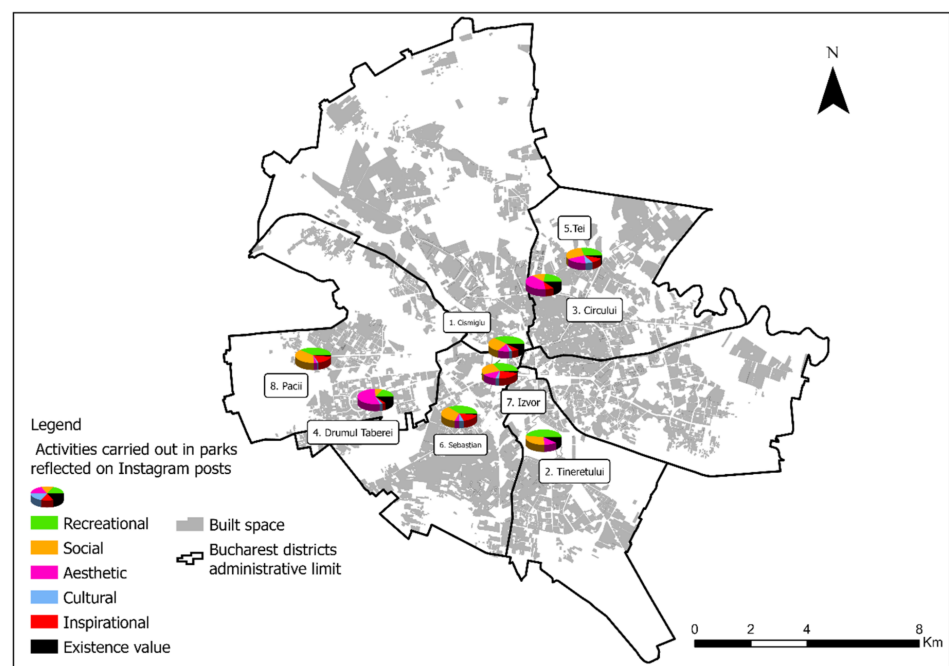 N
5.Tei
3. Circului
1. Cismigiu
8. Pacii
7. Izvor
4. Drumul Taberei
6. Sebastian
2. Tineretului
Legend
Activities carried out in parks
reflected on Instagram posts
Recreational
Social
Aesthetic
Cultural
Inspirational
Existence value
Built space
Bucharest districts
administrative limit
0 2 4 8
Km